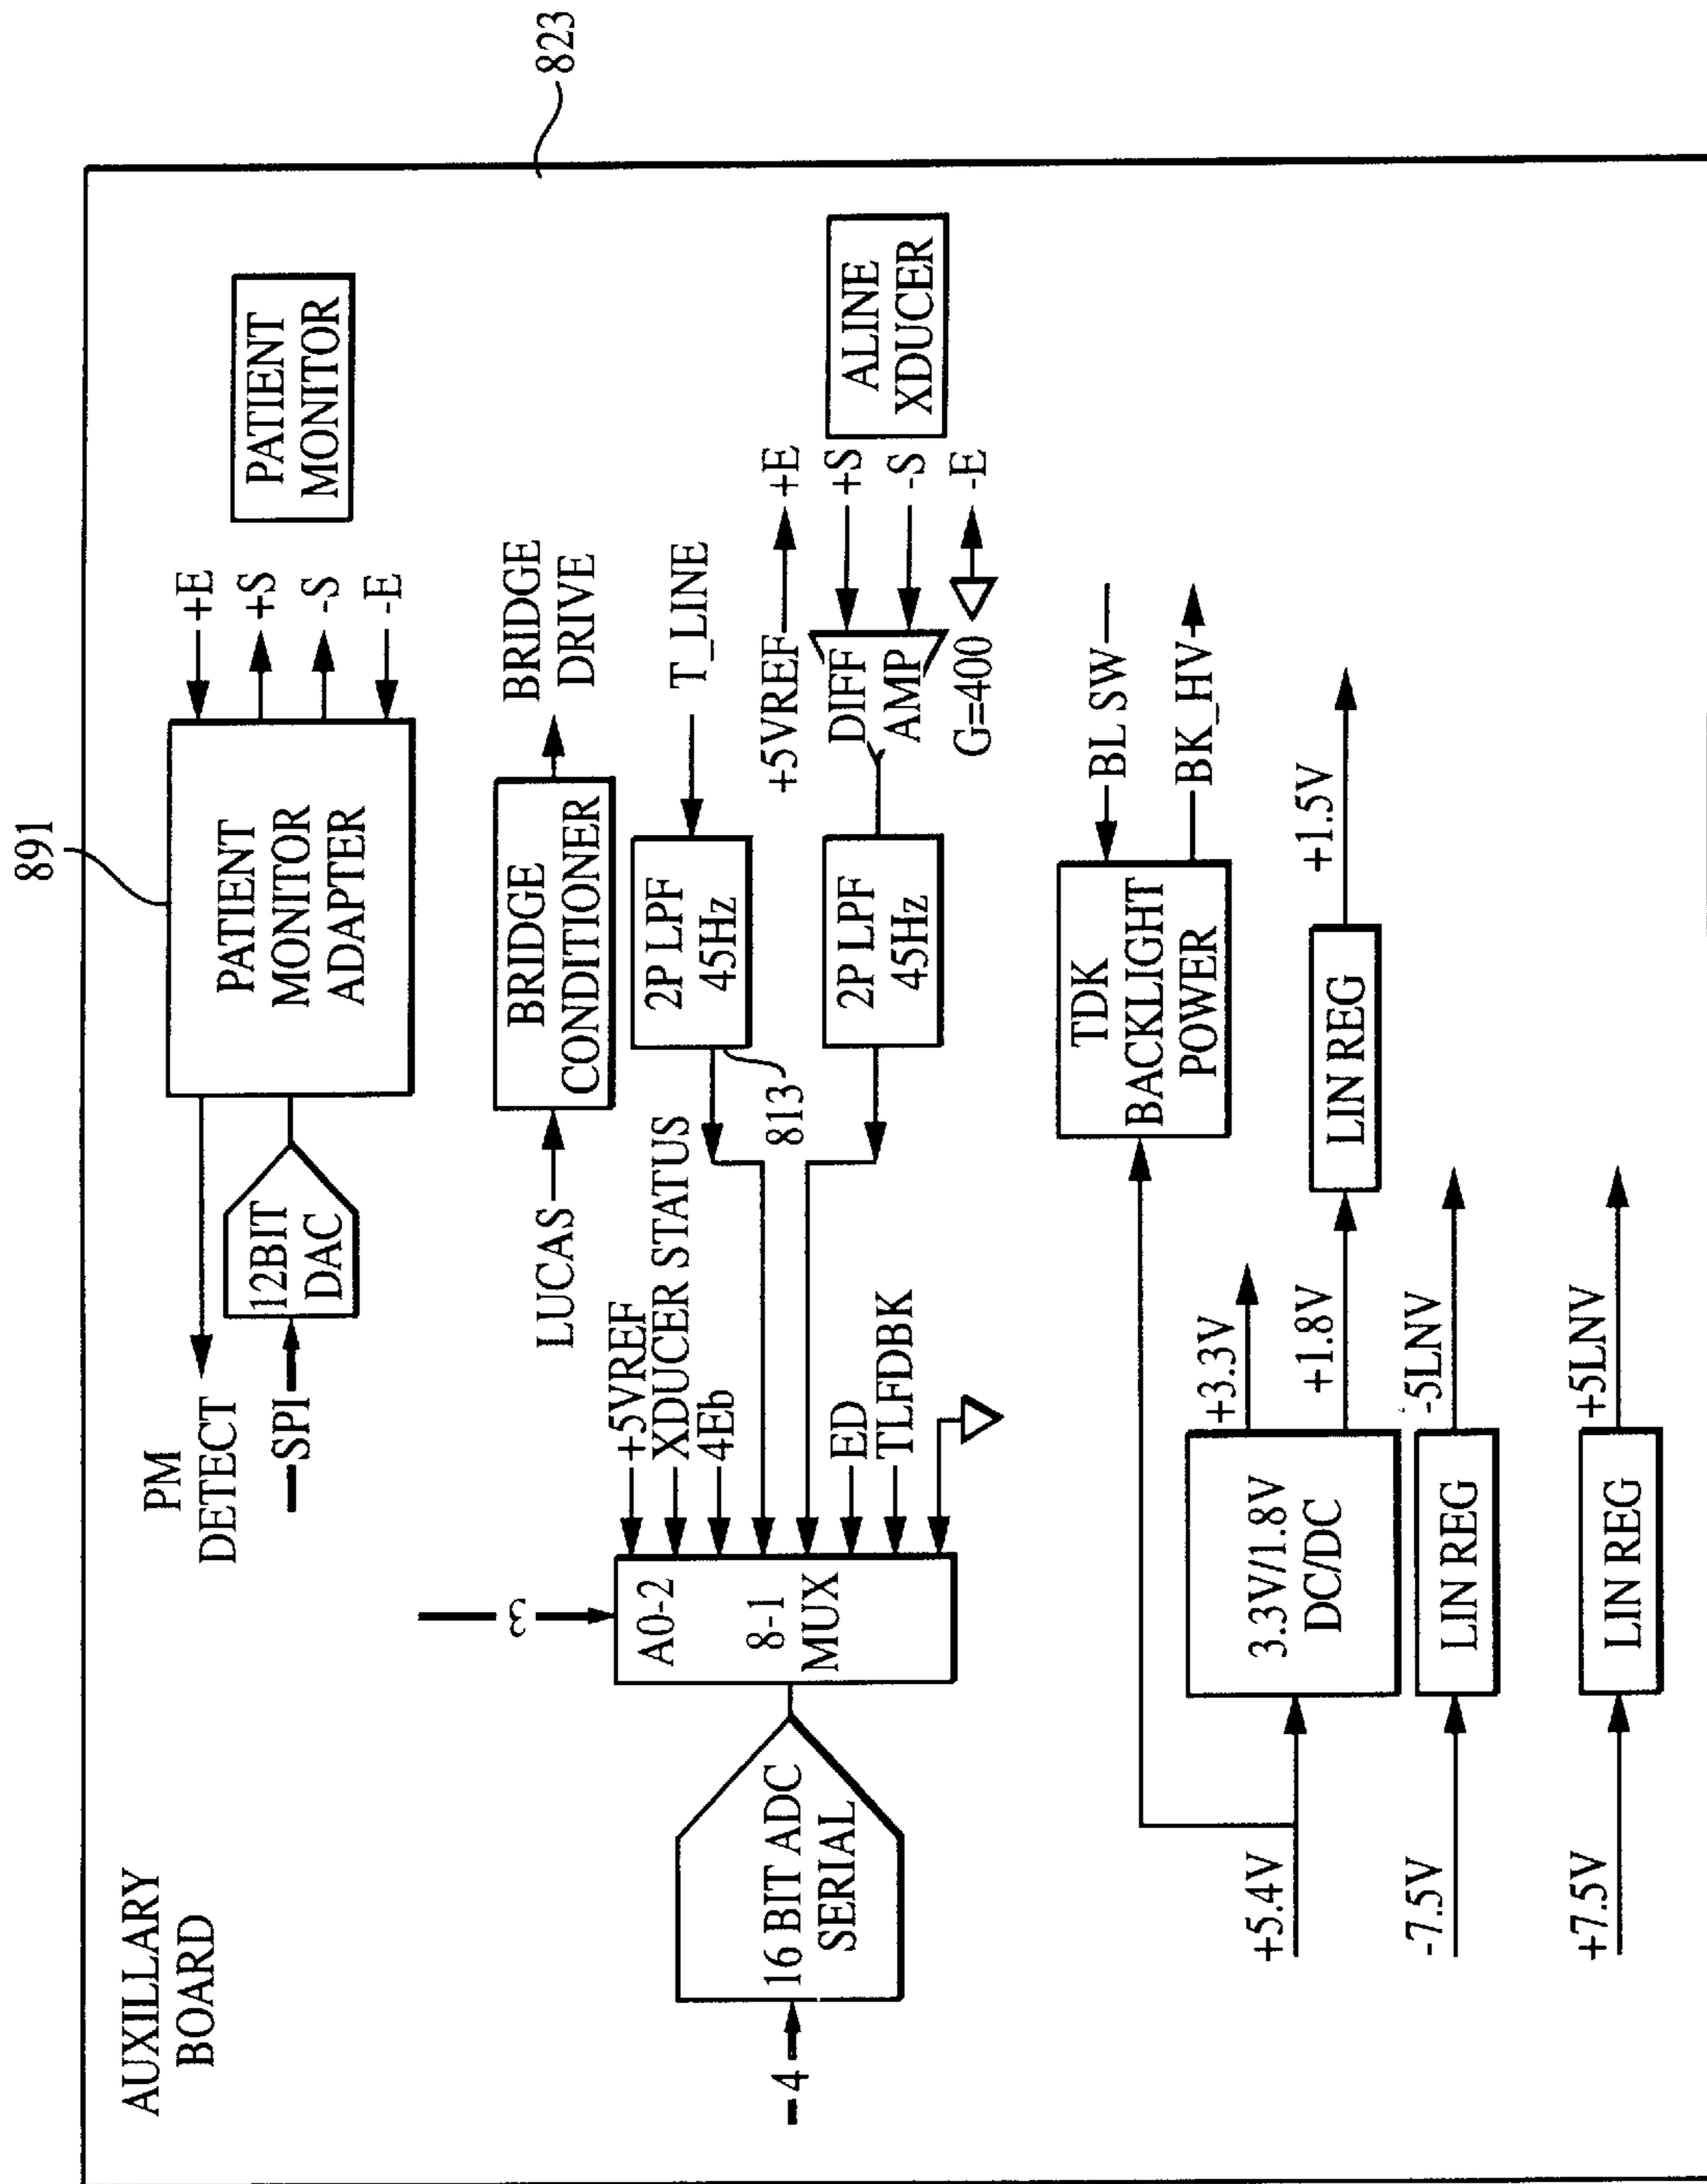 AUXILLARY
BOARD
823
891
PM
DETECT
SPI
12BIT
DAC
PATIENT
MONITOR
ADAPTER
+E
+S
-S
-E
PATIENT
MONITOR
LUCAS
BRIDGE
CONDITIONER
BRIDGE
DRIVE
4
16 BIT ADC
SERIAL
3
A0-2
8-1
MUX
+5VREF
XDUCER STATUS
4Eb
ED
TLFDBK
813
2P LPF
45Hz
T_LINE
2P LPF
45Hz
DIFF
AMP
G=400
+5VREF
+E
+S
-S
-E
ALINE
XDUCER
TDK
BACKLIGHT
POWER
BL SW
BK_HV
+5.4V
3.3V/1.8V
DC/DC
+3.3V
+1.8V
LIN REG
+1.5V
-7.5V
LIN REG
-5LNV
+7.5V
LIN REG
+5LNV